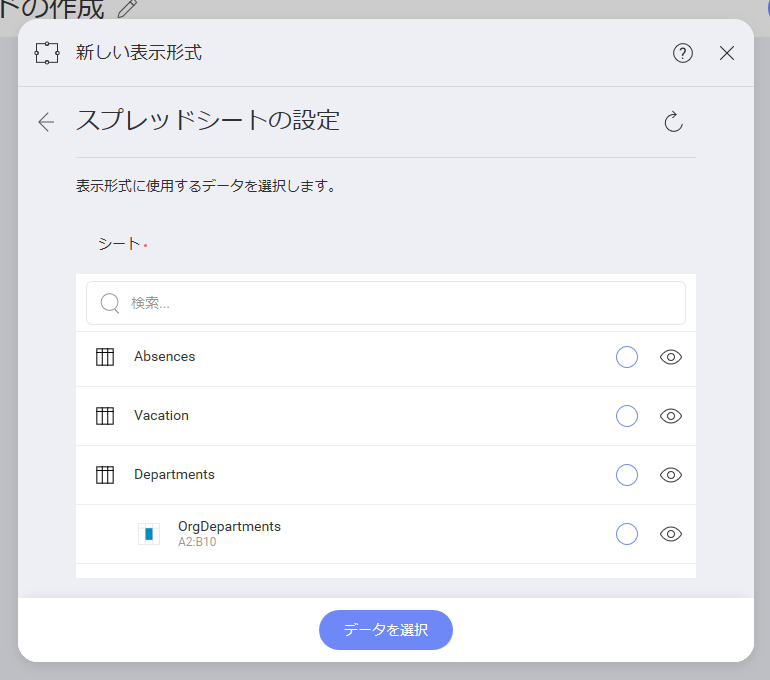 ドの作成
新しい表示形式
スプレッドシートの設定
表示形式に使用するデータを選択します。
シート
検索...
Absences
Vacation
Departments
OrgDepartments
A2:B10
データを選択